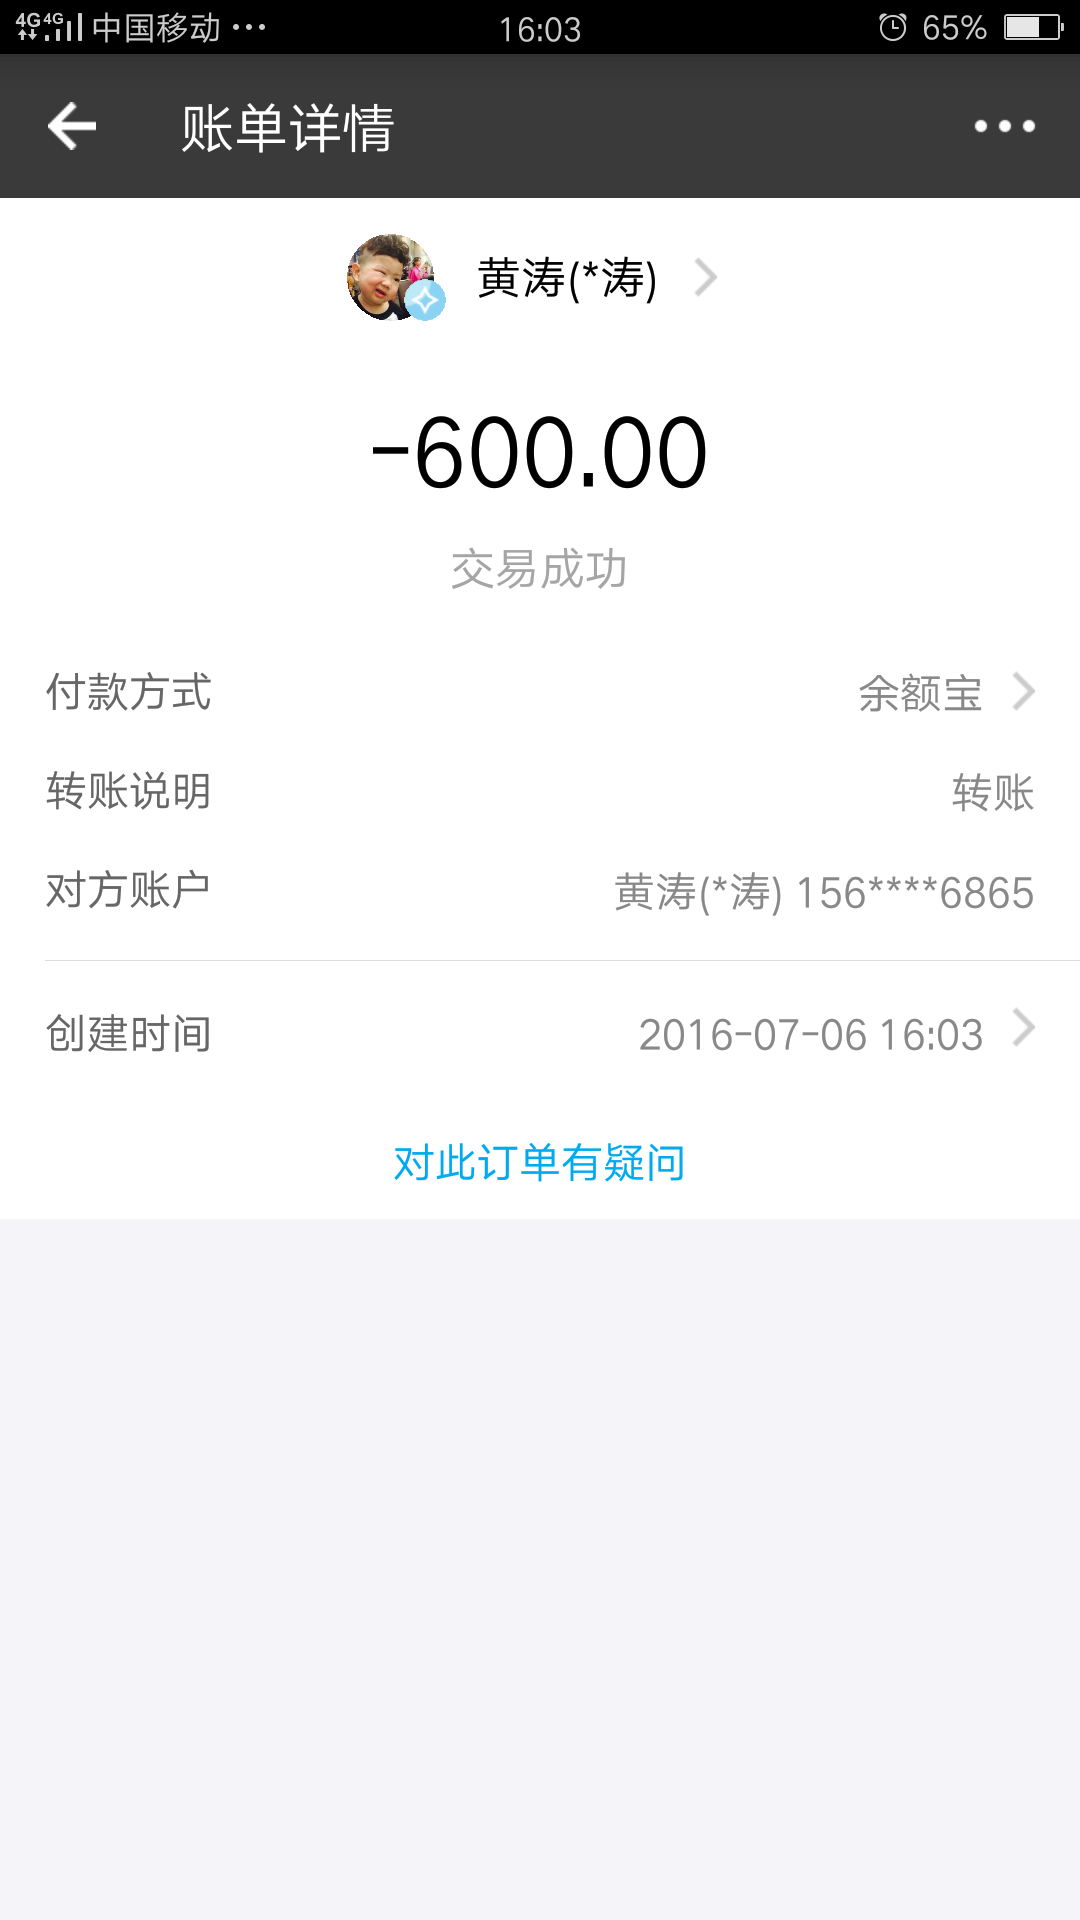 4G 4G 中国移动 ··· 16:03 65%
账单详情
黄涛(*涛)
-600.00
交易成功
付款方式 余额宝
转账说明 转账
对方账户 黄涛(*涛) 156****6865
创建时间 2016-07-06 16:03
对此订单有疑问